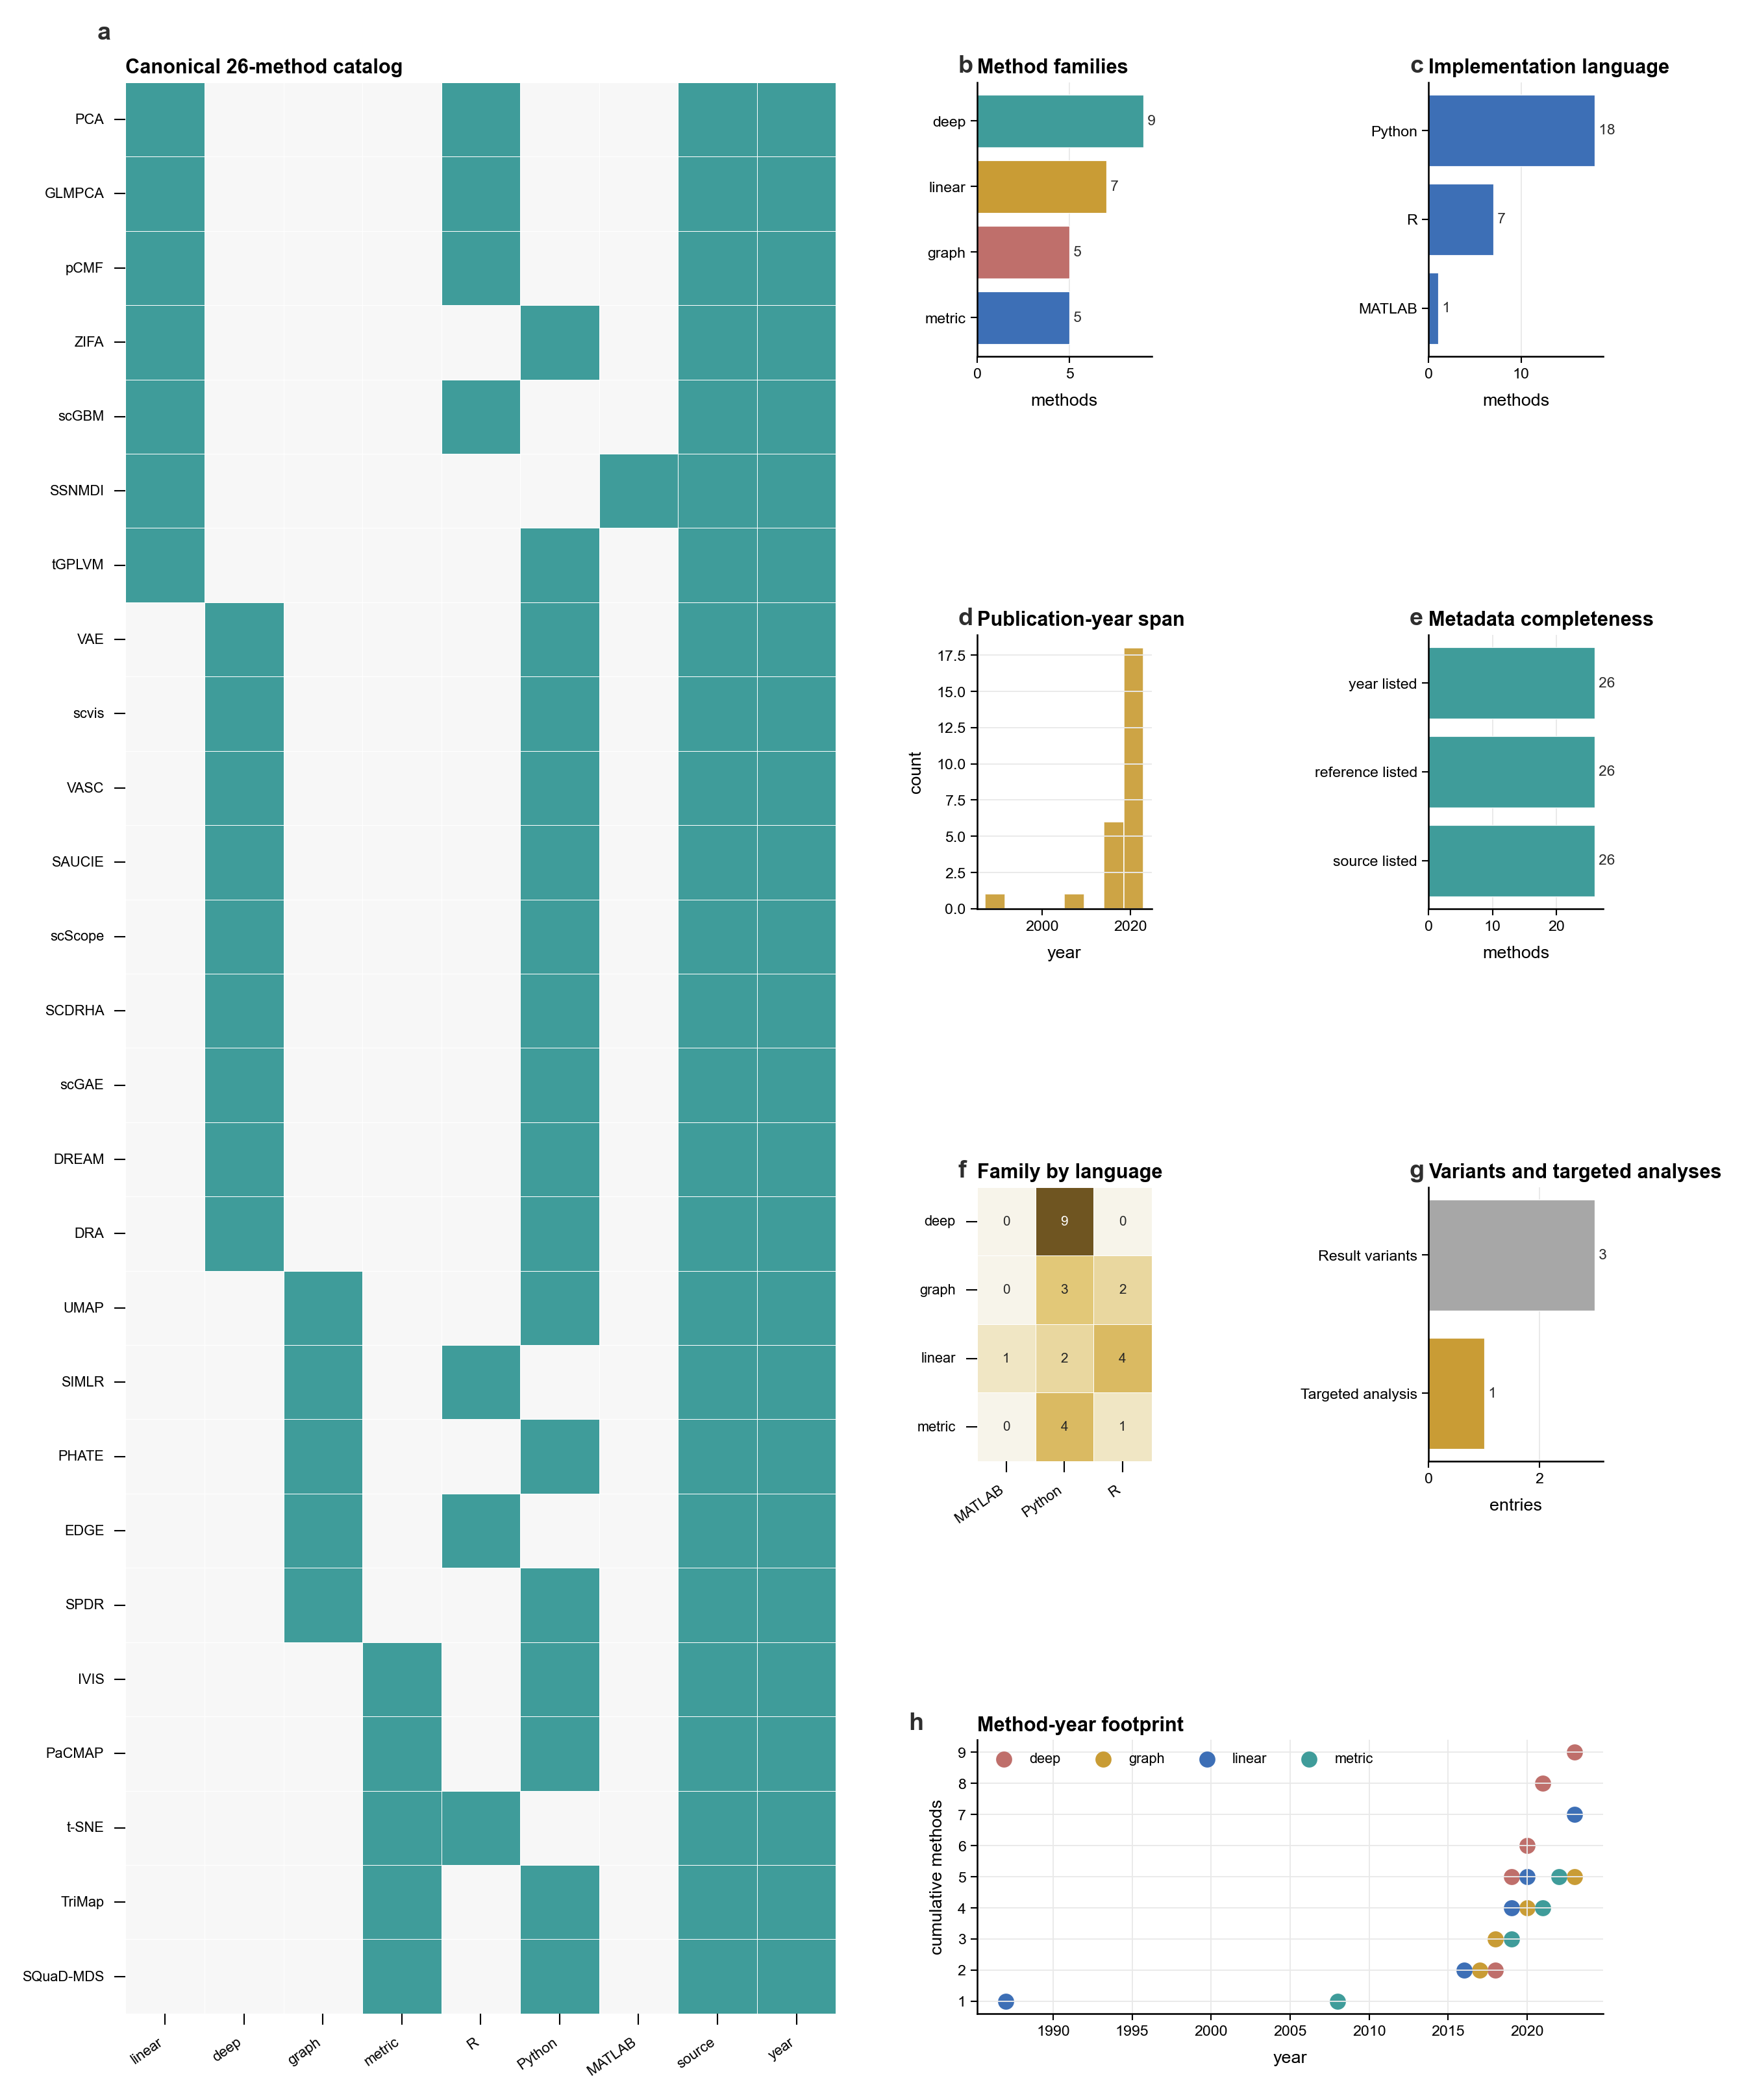 a
Canonical 26-method catalog
PCA
GLMPCA
pCMF
ZIFA
scGBM
SSNMDI
tGPLVM
VAE
scvis
VASC
SAUCIE
scScope
SCDRHA
scGAE
DREAM
DRA
UMAP
SIMLR
PHATE
EDGE
SPDR
IVIS
PaCMAP
t-SNE
TriMap
SQuaD-MDS
linear deep graph metric R Python MATLAB source year
b Method families
deep 9
linear 7
graph 5
metric 5
0 5
methods
c Implementation language
Python 18
R 7
MATLAB 1
0 10
methods
d Publication-year span
17.5
15.0
12.5
10.0
7.5
5.0
2.5
0.0
count
2000 2020
year
e Metadata completeness
year listed 26
reference listed 26
source listed 26
0 10 20
methods
f Family by language
deep 0 9 0
graph 0 3 2
linear 1 2 4
metric 0 4 1
MATLAB Python R
g Variants and targeted analyses
Result variants 3
Targeted analysis 1
0 2
entries
h Method-year footprint
deep graph linear metric
9
8
7
6
5
4
3
2
1
cumulative methods
1990 1995 2000 2005 2010 2015 2020
year